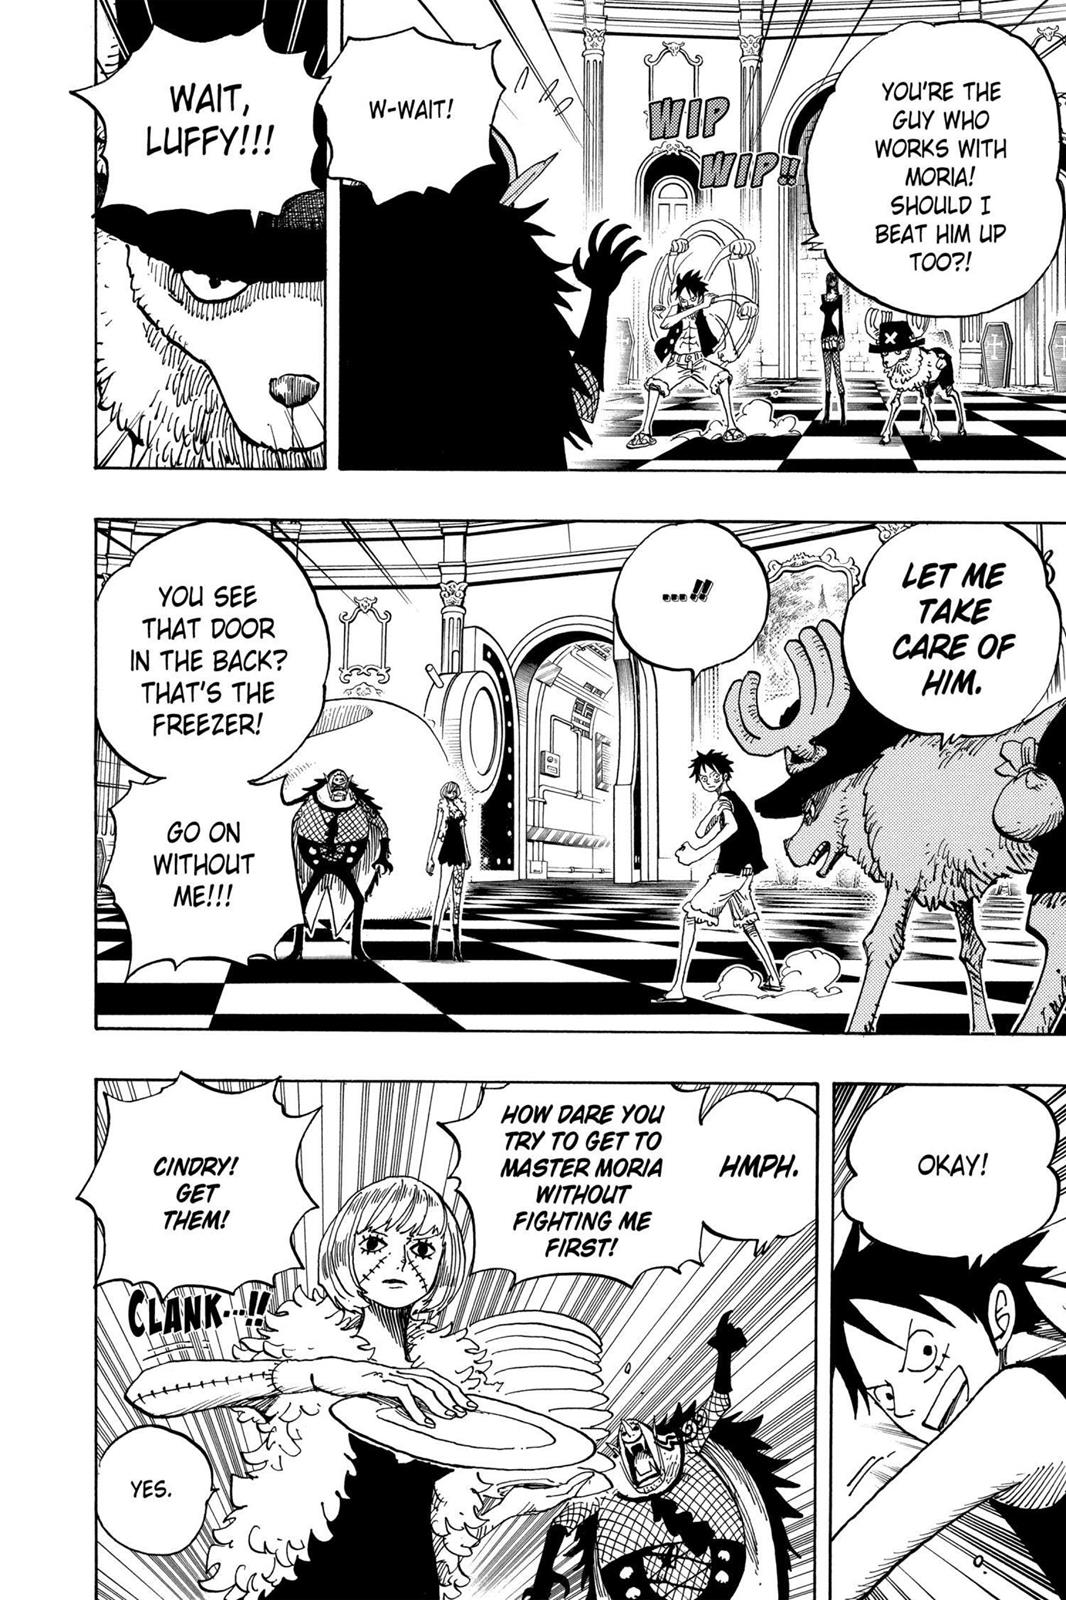 YOU'RE THE
GUY WHO
WORKS WITH
MORIA!
SHOULD I
BEAT HIM UP
TOO?!
WIP
WIP!!
W-WAIT!
WAIT,
LUFFY!!!
LET ME
TAKE
CARE OF
HIM.
...!!
YOU SEE
THAT DOOR
IN THE BACK?
THAT'S THE
FREEZER!
GO ON
WITHOUT
ME!!!
OKAY!
HMPH.
HOW DARE YOU
TRY TO GET TO
MASTER MORIA
WITHOUT
FIGHTING ME
FIRST!
CINDRY!
GET
THEM!
CLANK...!!
YES.